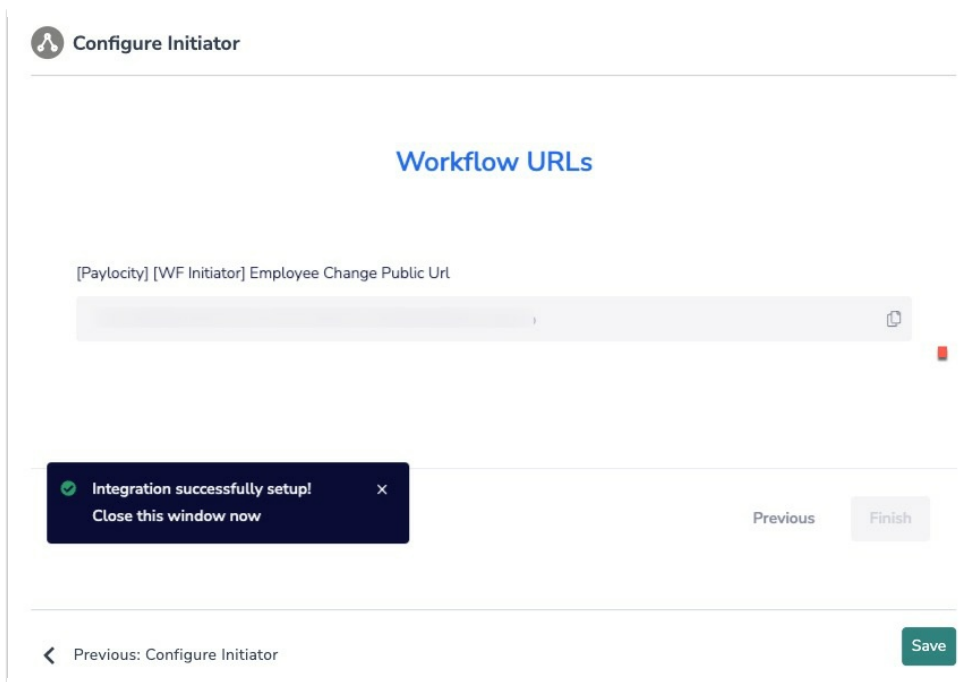 Configure Initiator
Workflow URLs
[Paylocity] [WF Initiator] Employee Change Public Url
Integration successfully setup!
Close this window now
Previous
Finish
Previous: Configure Initiator
Save